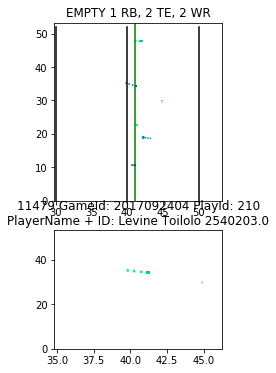 EMPTY 1 RB, 2 TE, 2 WR
50
40
30
20
10
0
30 35 40 45 50
11479 GameId: 2017092404 PlayId: 210
PlayerName + ID: Levine Toilolo 2540203.0
40
20
0
35.0 37.5 40.0 42.5 45.0